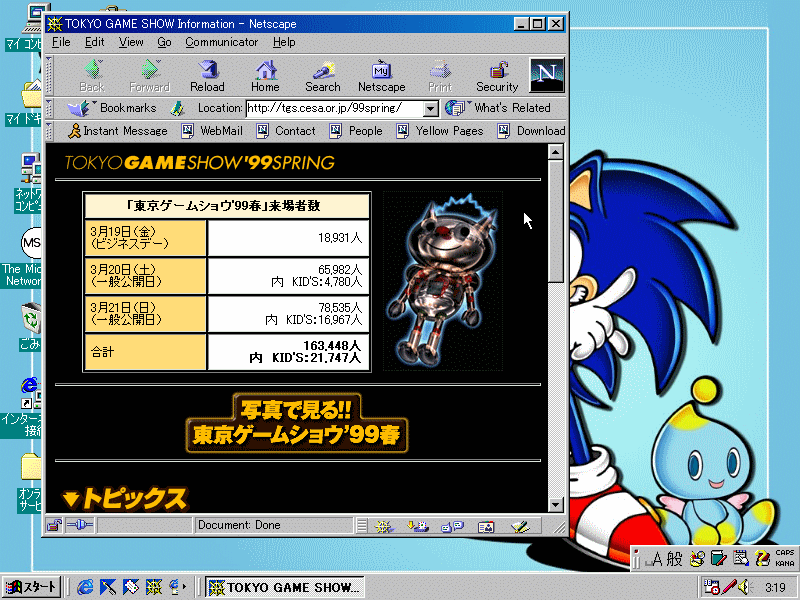 TOKYO GAME SHOW Information - Netscape
File Edit View Go Communicator Help
Back Forward Reload Home Search Netscape Print Security
My
N
Bookmarks Location: http://tgs.cesa.or.jp/99spring/ What's Related
Instant Message WebMail Contact People Yellow Pages Download
TOKYO GAME SHOW '99 SPRING
「東京ゲームショウ'99春」来場者数
3月19日(金)
(ビジネスデー)
18,931人
3月20日(土)
(一般公開日)
65,982人
内 KID'S:4,780人
3月21日(日)
(一般公開日)
78,535人
内 KID'S:16,967人
合計
163,448人
内 KID'S:21,747人
写真で見る!!
東京ゲームショウ'99春
▼トピックス
Document: Done
マイ コンピ
マイ ドキ
ネットワ
コンピュ
MS
The Mic
Network
ごみ
インターネ
接続
オンラ
サービ
A 般
CAPS
KANA
スタート
TOKYO GAME SHOW...
3:19